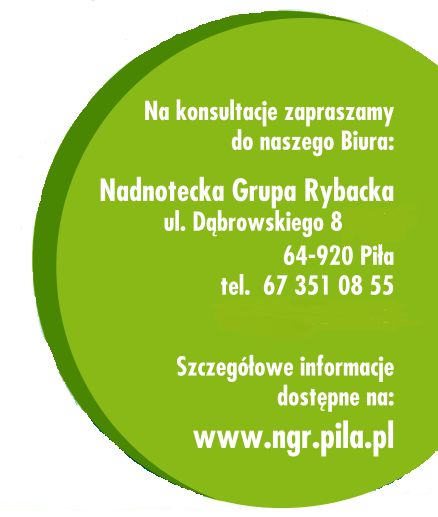 Na konsultacje zapraszamy
do naszego Biura:
Nadnotecka Grupa Rybacka
ul. Dąbrowskiego 8
64-920 Piła
tel. 67 351 08 55
Szczegółowe informacje
dostępne na:
www.ngr.pila.pl